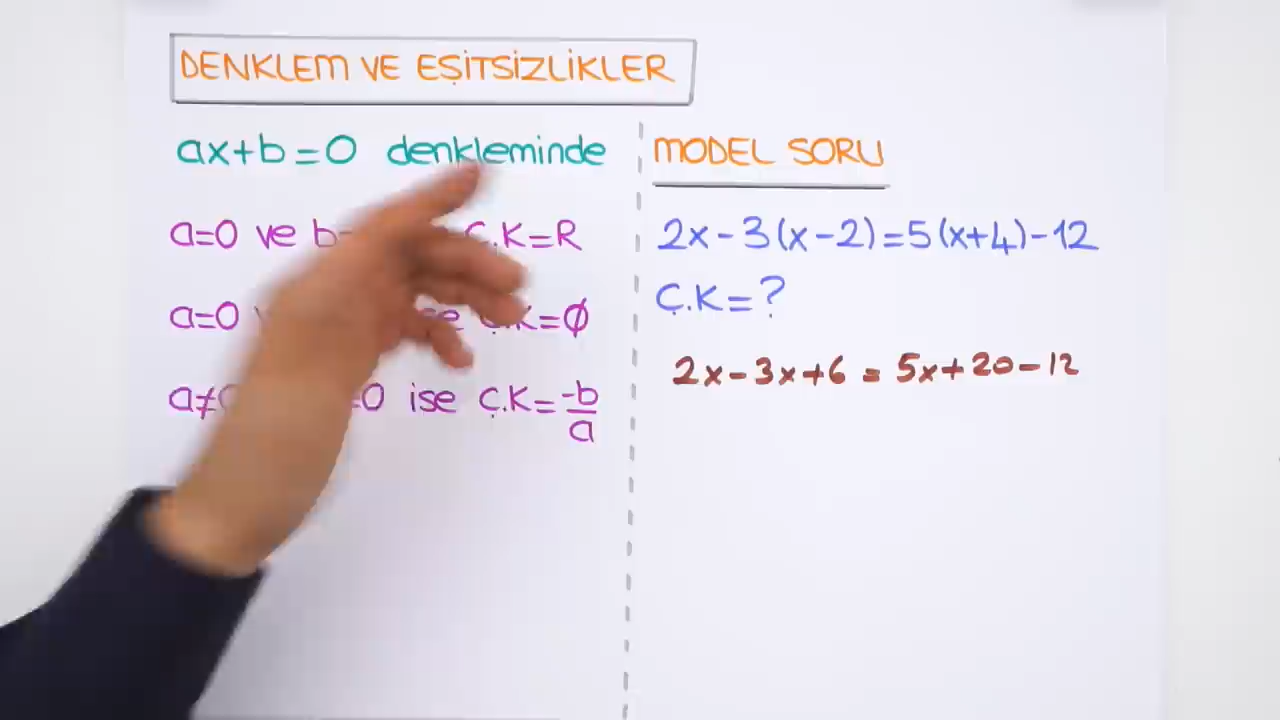 DENKLEM VE EŞİTSİZLİKLER
ax+b=0 denkleminde
a=0 ve Ç.K=R
a=0 Ç.K=∅
ise Ç.K=-b/a
MODEL SORU
2x-3(x-2)=5(x+4)-12
Ç.K=?
2x-3x+6=5x+20-12